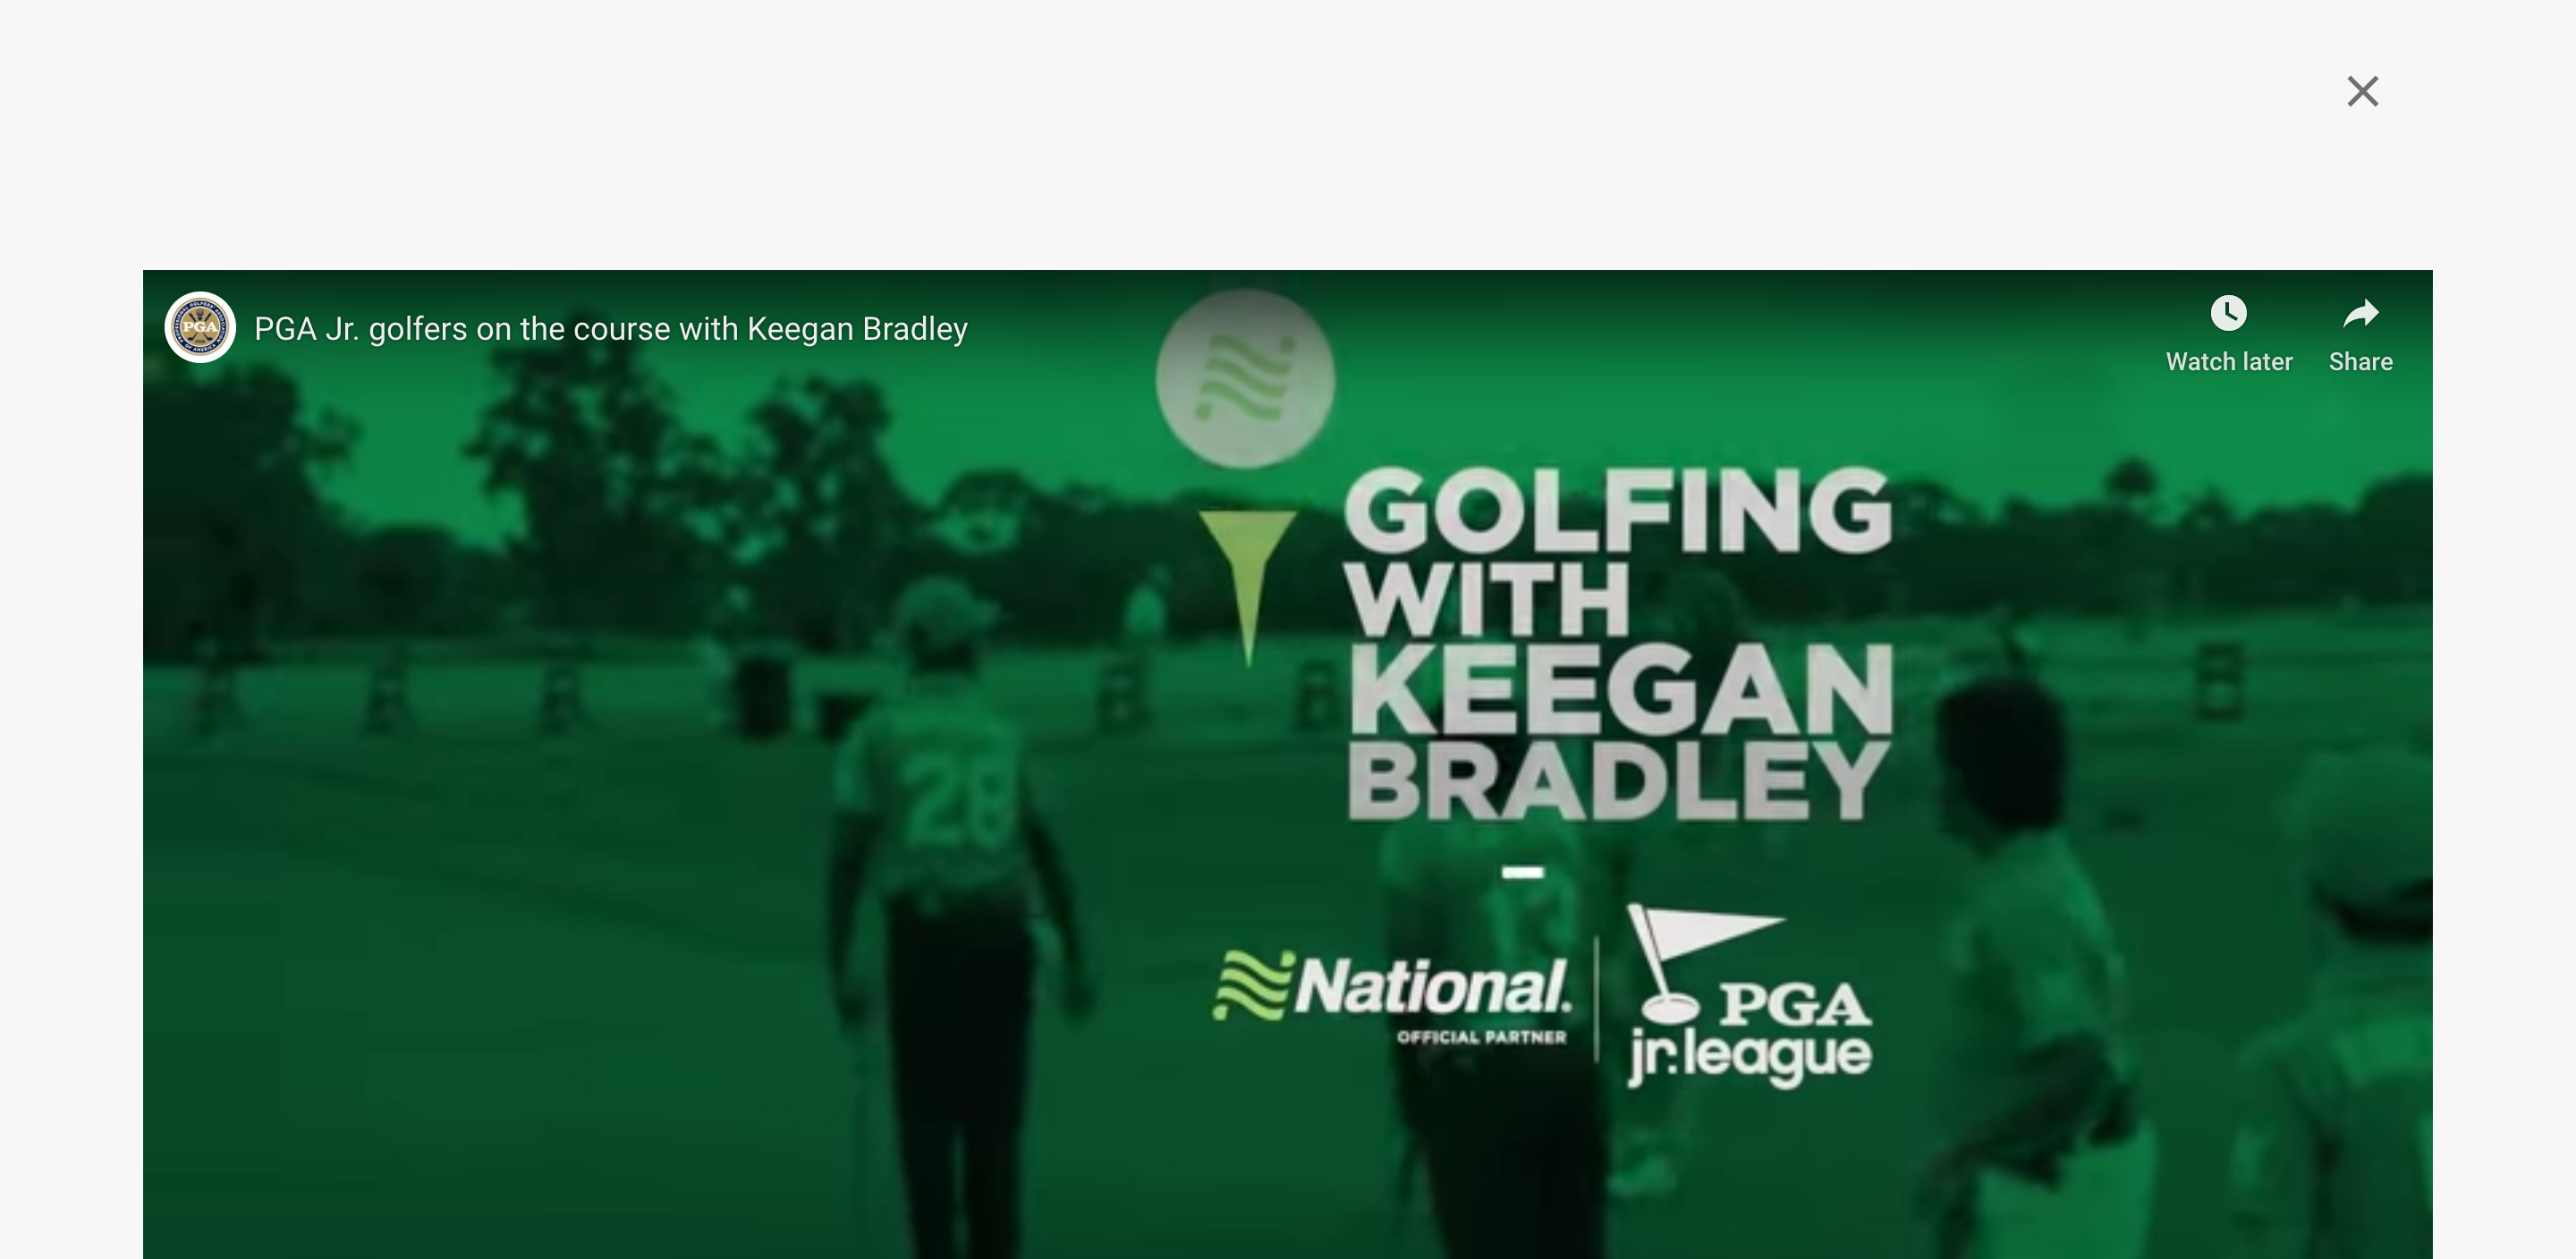 PGA
PGA Jr. golfers on the course with Keegan Bradley
Watch later
Share
GOLFING
WITH
KEEGAN
BRADLEY
28
13
National.
OFFICIAL PARTNER
PGA
jr.league